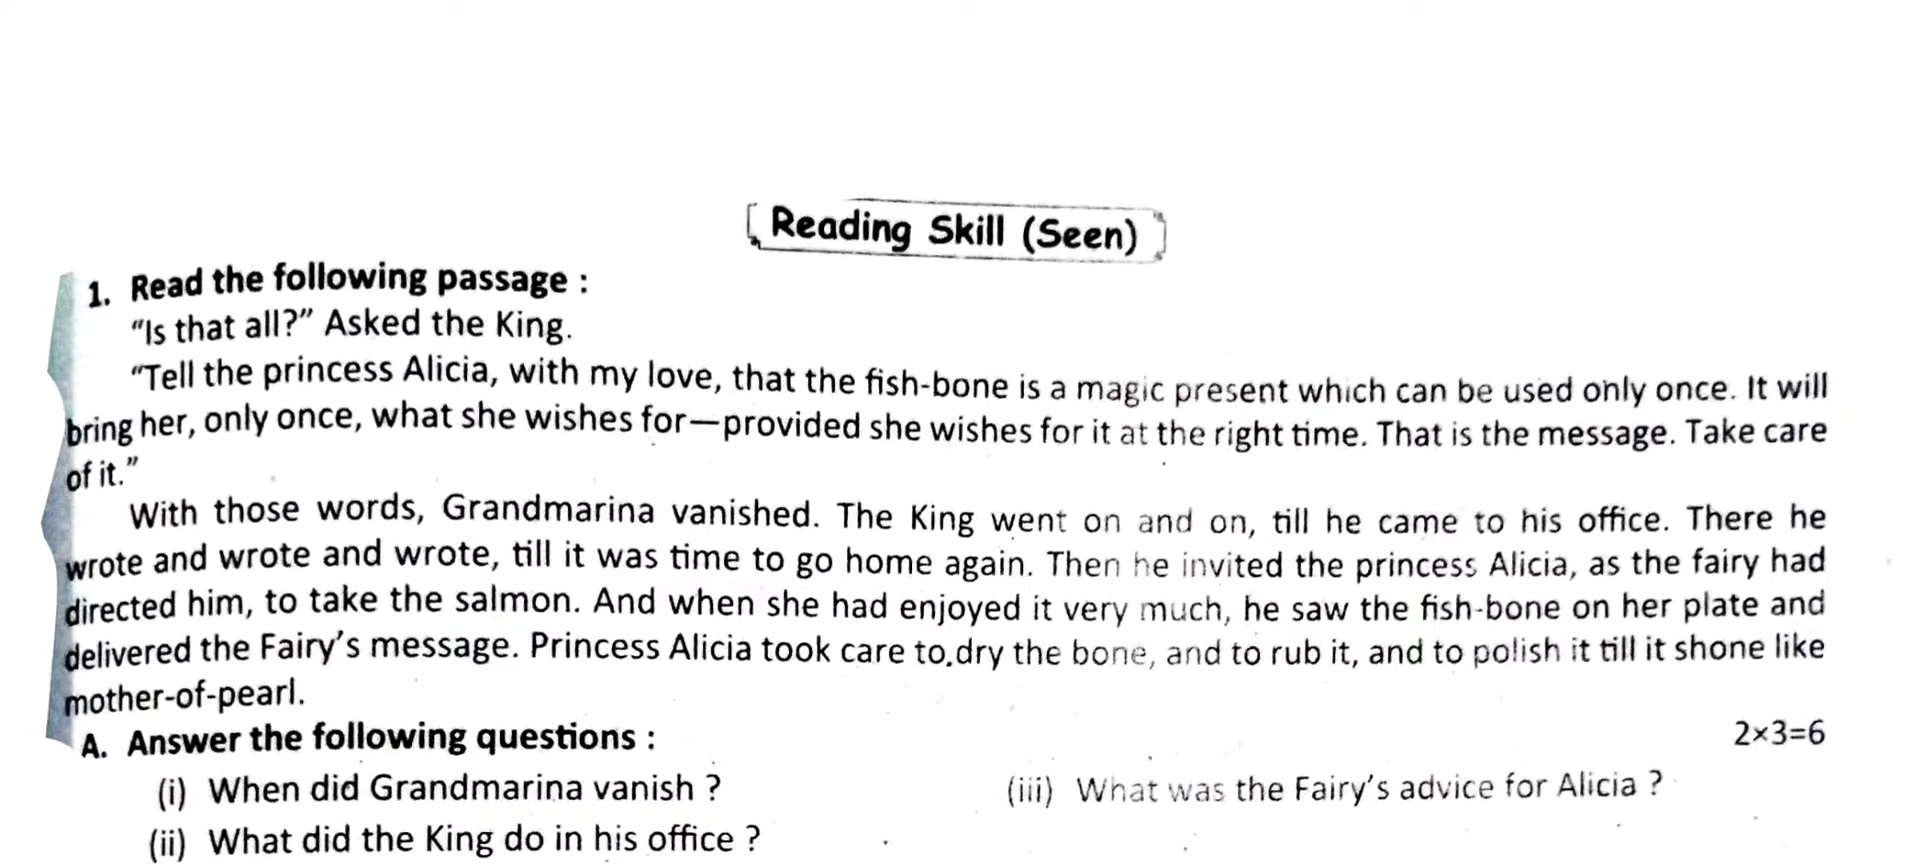 Reading Skill (Seen)
1. Read the following passage :
“Is that all?” Asked the King.
“Tell the princess Alicia, with my love, that the fish-bone is a magic present which can be used only once. It will
bring her, only once, what she wishes for—provided she wishes for it at the right time. That is the message. Take care
of it.”
With those words, Grandmarina vanished. The King went on and on, till he came to his office. There he
wrote and wrote and wrote, till it was time to go home again. Then he invited the princess Alicia, as the fairy had
directed him, to take the salmon. And when she had enjoyed it very much, he saw the fish-bone on her plate and
delivered the Fairy’s message. Princess Alicia took care to dry the bone, and to rub it, and to polish it till it shone like
mother-of-pearl.
A. Answer the following questions : 2×3=6
(i) When did Grandmarina vanish ? (iii) What was the Fairy’s advice for Alicia ?
(ii) What did the King do in his office ?